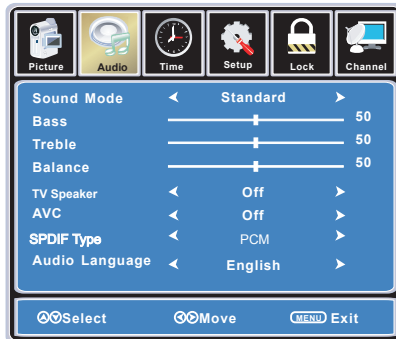 Picture Audio Time Setup Lock Channel
Sound Mode Standard
Bass 50
Treble 50
Balance 50
TV Speaker Off
AVC Off
SPDIF Type PCM
Audio Language English
Select Move MENU Exit